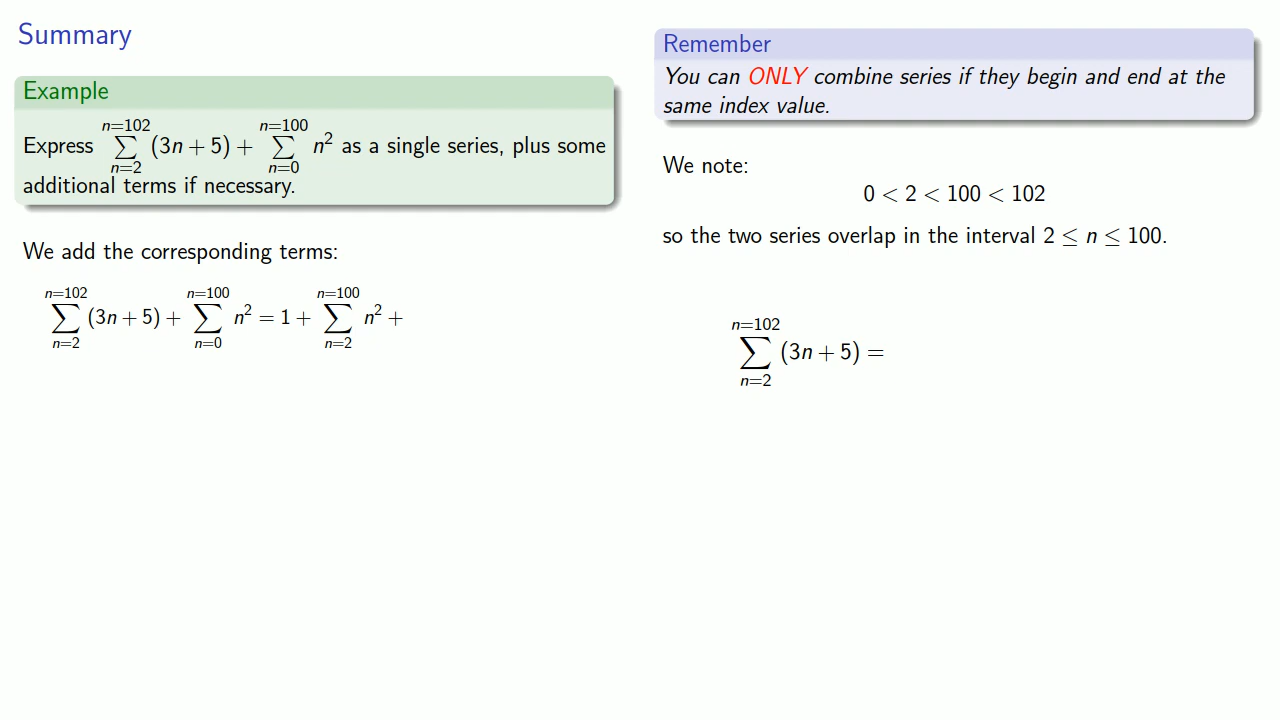 Summary
Example
Express $\sum_{n=2}^{n=102} (3n + 5) + \sum_{n=0}^{n=100} n^2$ as a single series, plus some
additional terms if necessary.
We add the corresponding terms:
$\sum_{n=2}^{n=102} (3n + 5) + \sum_{n=0}^{n=100} n^2 = 1 + \sum_{n=2}^{n=100} n^2 +$
Remember
You can ONLY combine series if they begin and end at the
same index value.
We note:
0 < 2 < 100 < 102
so the two series overlap in the interval 2 ≤ n ≤ 100.
$\sum_{n=2}^{n=102} (3n + 5) =$